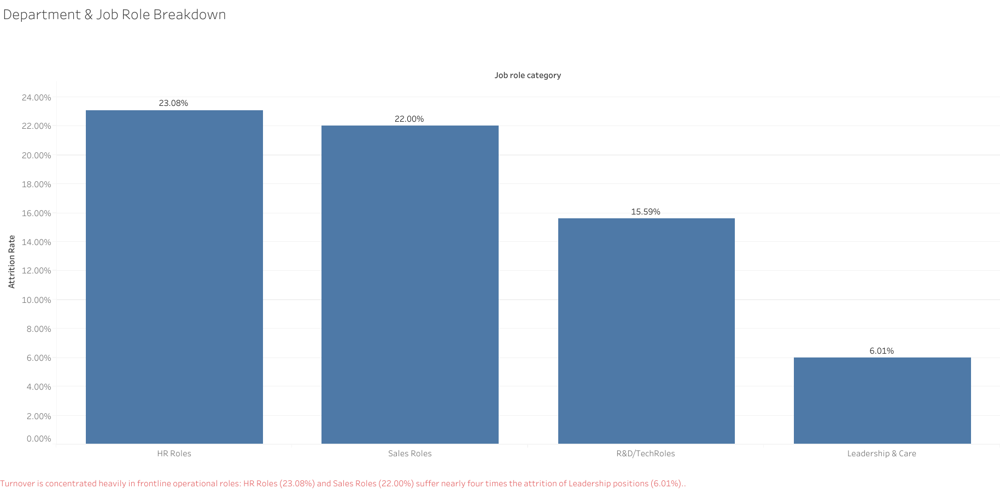 Department & Job Role Breakdown
Job role category
24.00%
22.00%
20.00%
18.00%
16.00%
14.00%
12.00%
10.00%
8.00%
6.00%
4.00%
2.00%
0.00%
Attrition Rate
23.08%
22.00%
15.59%
6.01%
HR Roles
Sales Roles
R&D/TechRoles
Leadership & Care
Turnover is concentrated heavily in frontline operational roles: HR Roles (23.08%) and Sales Roles (22.00%) suffer nearly four times the attrition of Leadership positions (6.01%)..